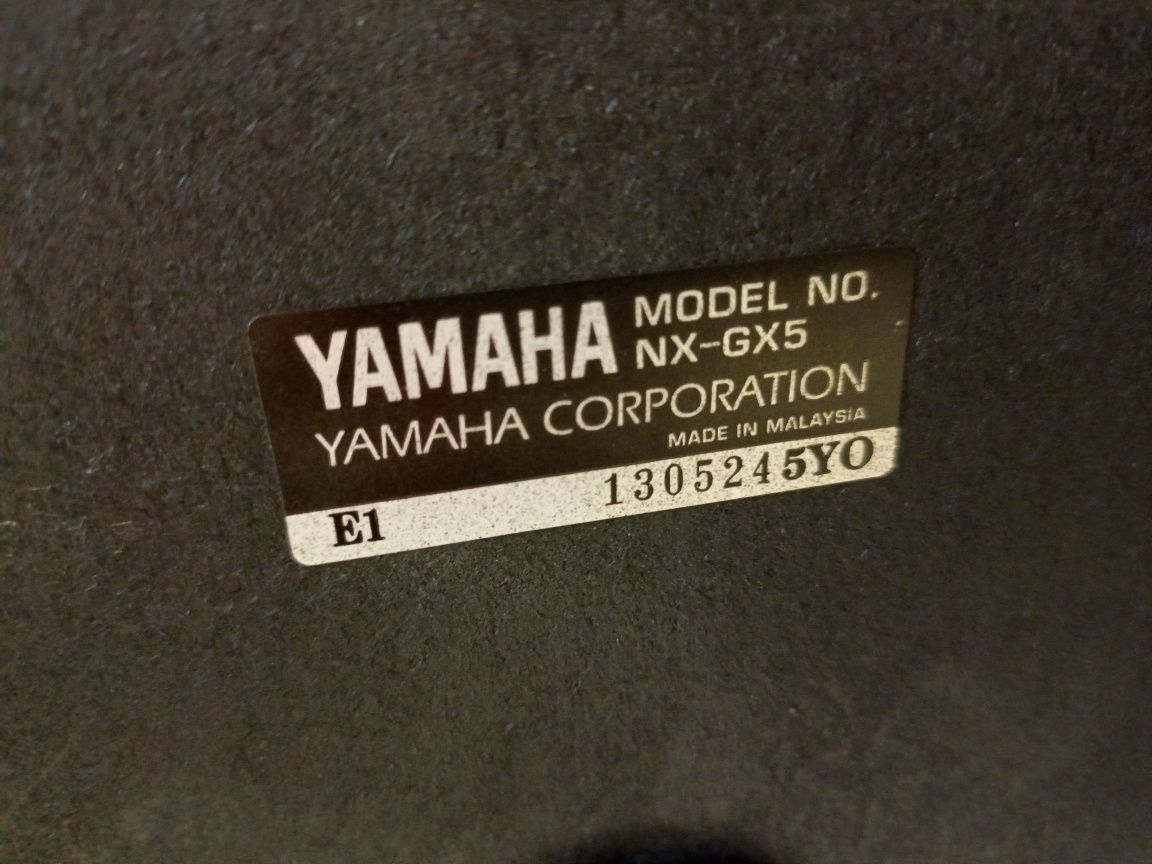 YAMAHA MODEL NO.
NX-GX5
YAMAHA CORPORATION
MADE IN MALAYSIA
E1 1305245YO